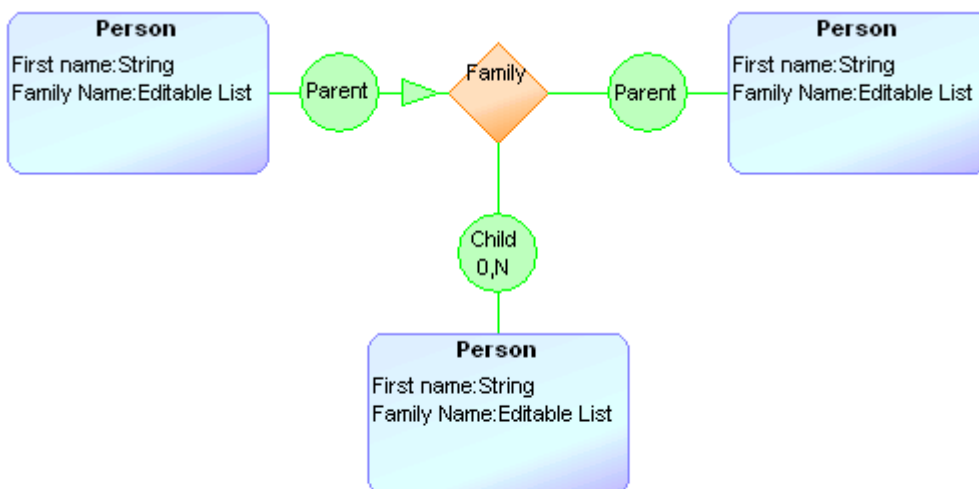 Person
First name:String
Family Name:Editable List
Parent
Family
Parent
Person
First name:String
Family Name:Editable List
Child
0,N
Person
First name:String
Family Name:Editable List